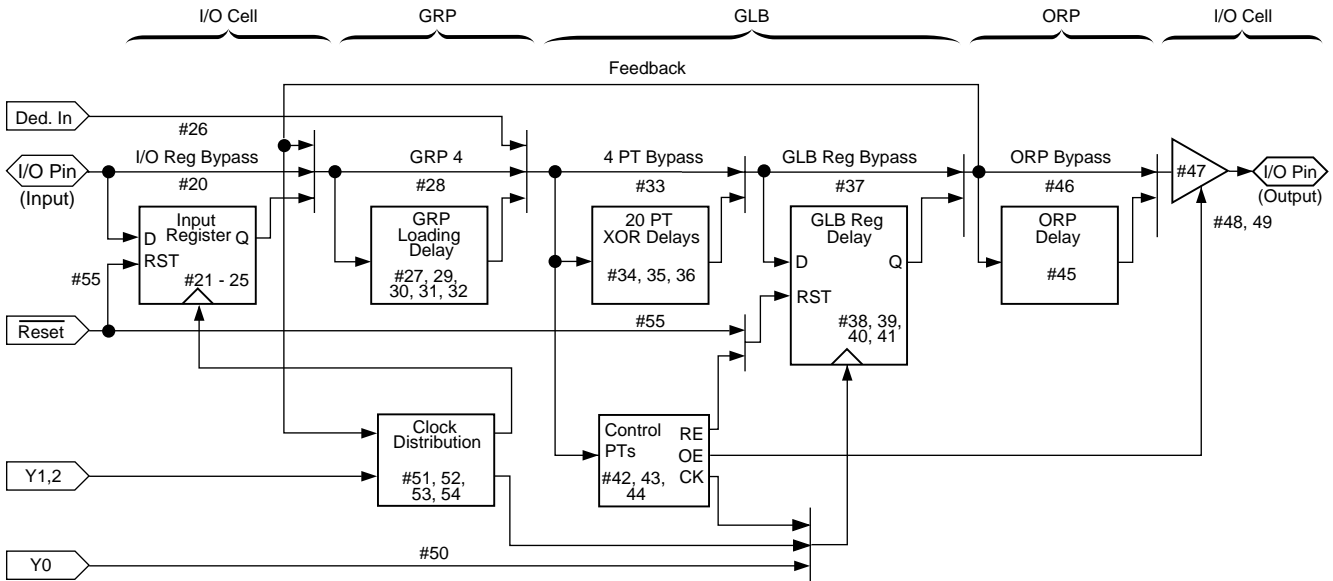 I/O Cell
GRP
GLB
ORP
I/O Cell
Feedback
Ded. In
#26
I/O Pin
(Input)
I/O Reg Bypass
#20
GRP 4
#28
4 PT Bypass
#33
GLB Reg Bypass
#37
ORP Bypass
#46
#47
I/O Pin
(Output)
#48, 49
Input
Register
D
Q
RST
#21 - 25
#55
GRP
Loading
Delay
#27, 29,
30, 31, 32
20 PT
XOR Delays
#34, 35, 36
GLB Reg
Delay
D
Q
RST
#38, 39,
40, 41
ORP
Delay
#45
Reset
#55
Clock
Distribution
#51, 52,
53, 54
Control
PTs
RE
OE
CK
#42, 43,
44
Y1,2
Y0
#50